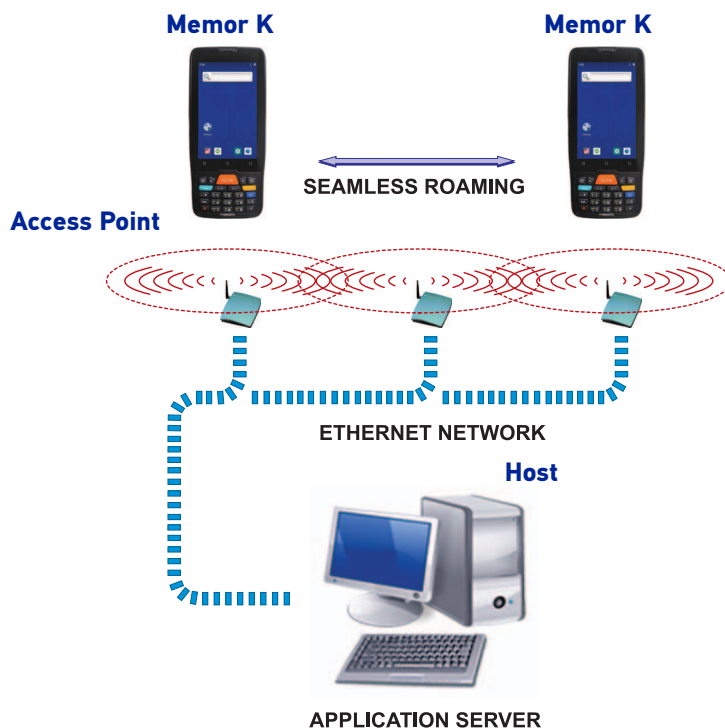 Memor K
Memor K
SEAMLESS ROAMING
Access Point
ETHERNET NETWORK
Host
APPLICATION SERVER